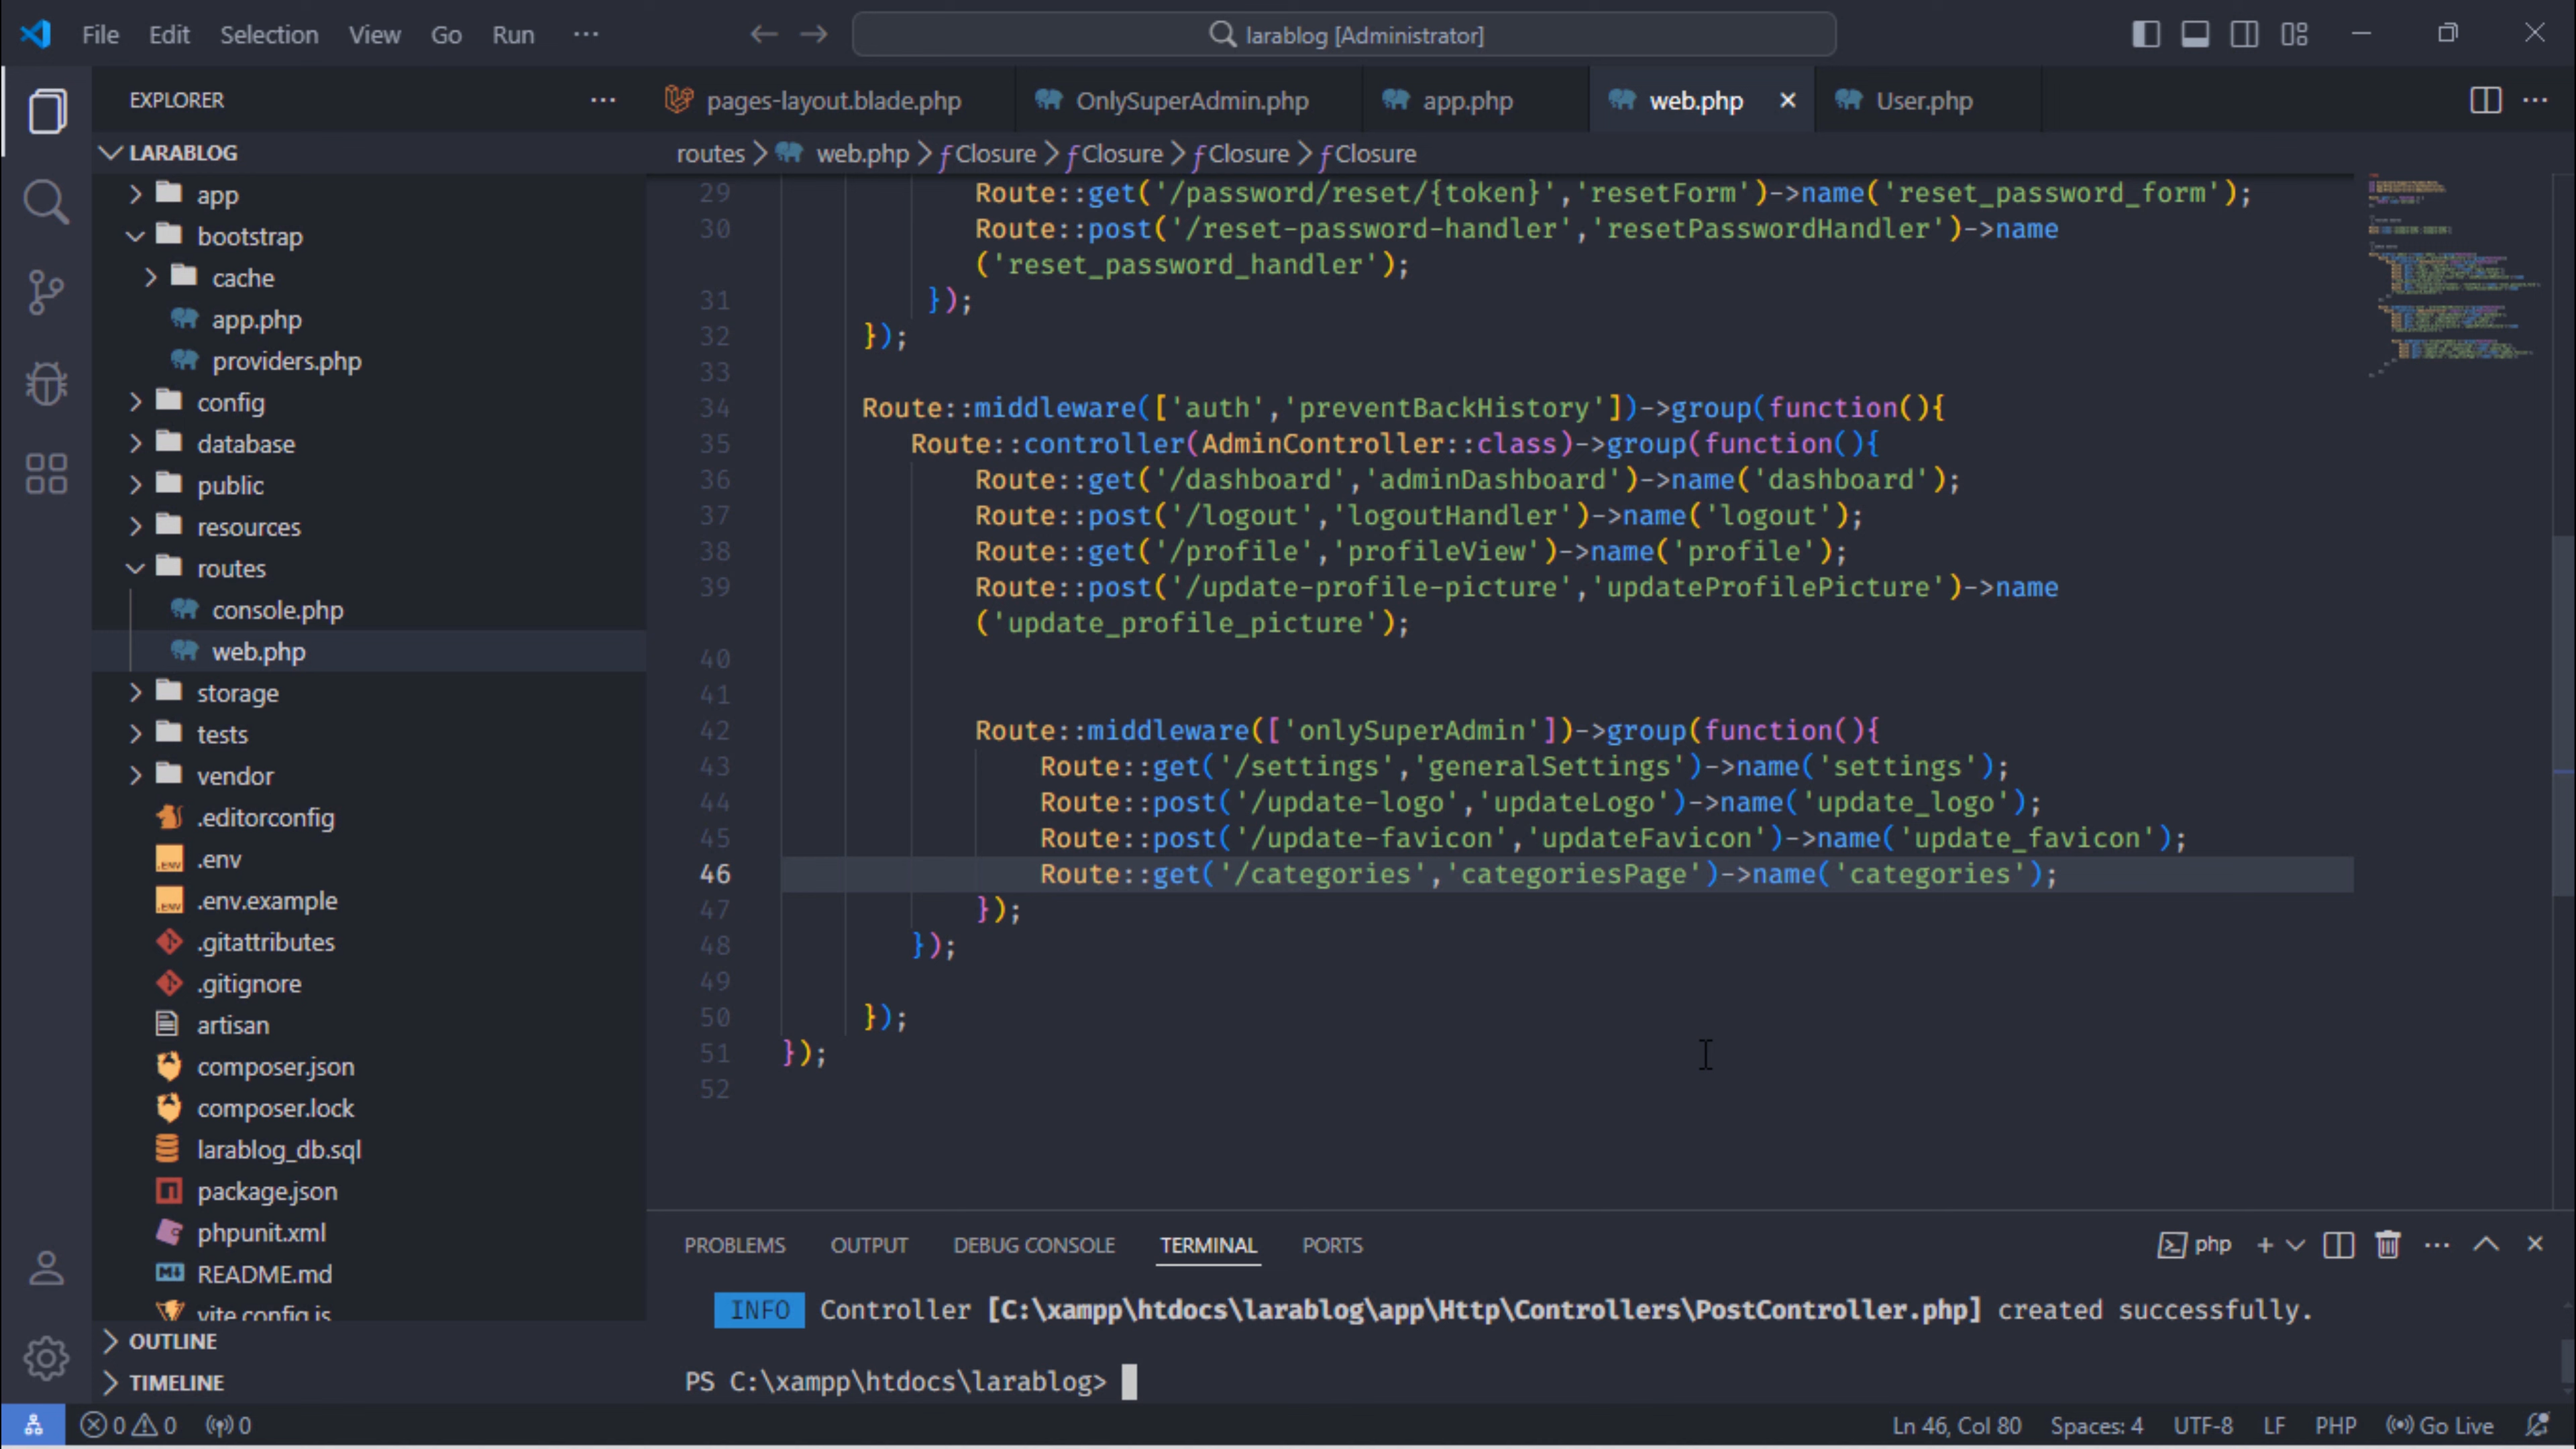 File Edit Selection View Go Run ··· larablog [Administrator]
EXPLORER ···
pages-layout.blade.php OnlySuperAdmin.php app.php web.php User.php
LARABLOG
routes > web.php > Closure > Closure > Closure > Closure
app
bootstrap
cache
app.php
providers.php
config
database
public
resources
routes
console.php
web.php
storage
tests
vendor
.editorconfig
.env
.env.example
.gitattributes
.gitignore
artisan
composer.json
composer.lock
larablog_db.sql
package.json
phpunit.xml
README.md
vite.config.js
OUTLINE
TIMELINE
29 Route::get('/password/reset/{token}','resetForm')->name('reset_password_form');
30 Route::post('/reset-password-handler','resetPasswordHandler')->name
('reset_password_handler');
31 });
32 });
33
34 Route::middleware(['auth','preventBackHistory'])->group(function(){
35 Route::controller(AdminController::class)->group(function(){
36 Route::get('/dashboard','adminDashboard')->name('dashboard');
37 Route::post('/logout','logoutHandler')->name('logout');
38 Route::get('/profile','profileView')->name('profile');
39 Route::post('/update-profile-picture','updateProfilePicture')->name
('update_profile_picture');
40
41
42 Route::middleware(['onlySuperAdmin'])->group(function(){
43 Route::get('/settings','generalSettings')->name('settings');
44 Route::post('/update-logo','updateLogo')->name('update_logo');
45 Route::post('/update-favicon','updateFavicon')->name('update_favicon');
46 Route::get('/categories','categoriesPage')->name('categories');
47 });
48 });
49
50 });
51 });
52
PROBLEMS OUTPUT DEBUG CONSOLE TERMINAL PORTS php
INFO Controller [C:\xampp\htdocs\larablog\app\Http\Controllers\PostController.php] created successfully.
PS C:\xampp\htdocs\larablog>
0 0 0 Ln 46, Col 80 Spaces: 4 UTF-8 LF PHP Go Live